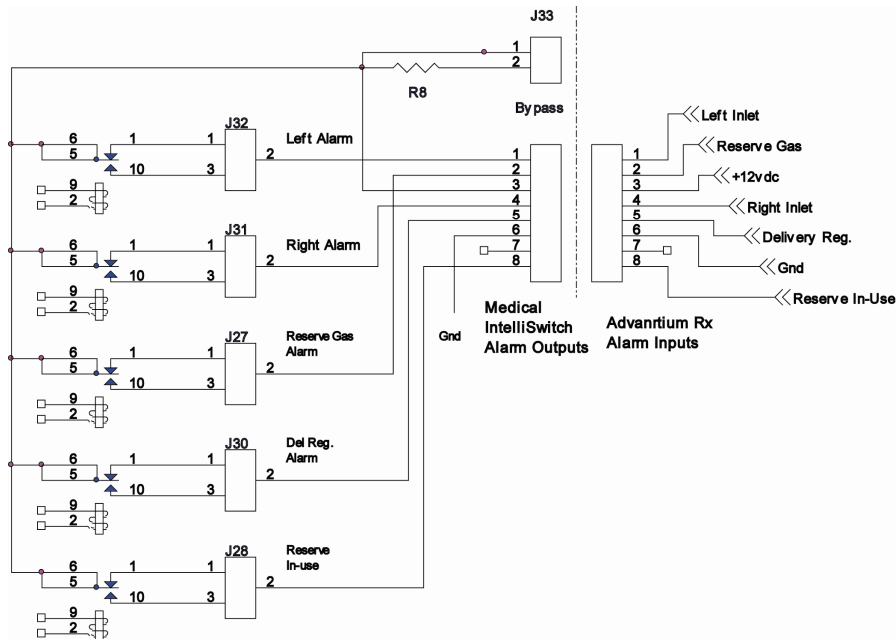 J33
1
2
R8
Bypass
J32
Left Alarm
6 1 1
5 2
10 3
9
2
J31
Right Alarm
6 1 1
5 2
10 3
9
2
J27
Reserve Gas
Alarm
6 1 1
5 2
10 3
9
2
J30
Del Reg.
Alarm
6 1 1
5 2
10 3
9
2
J28
Reserve
In-use
6 1 1
5 2
10 3
9
2
1
2
3
4
5
6
7
8
Gnd
Medical
IntelliSwitch
Alarm Outputs
1
2
3
4
5
6
7
8
Left Inlet
Reserve Gas
+12vdc
Right Inlet
Delivery Reg.
Gnd
Reserve In-Use
Advanrtium Rx
Alarm Inputs